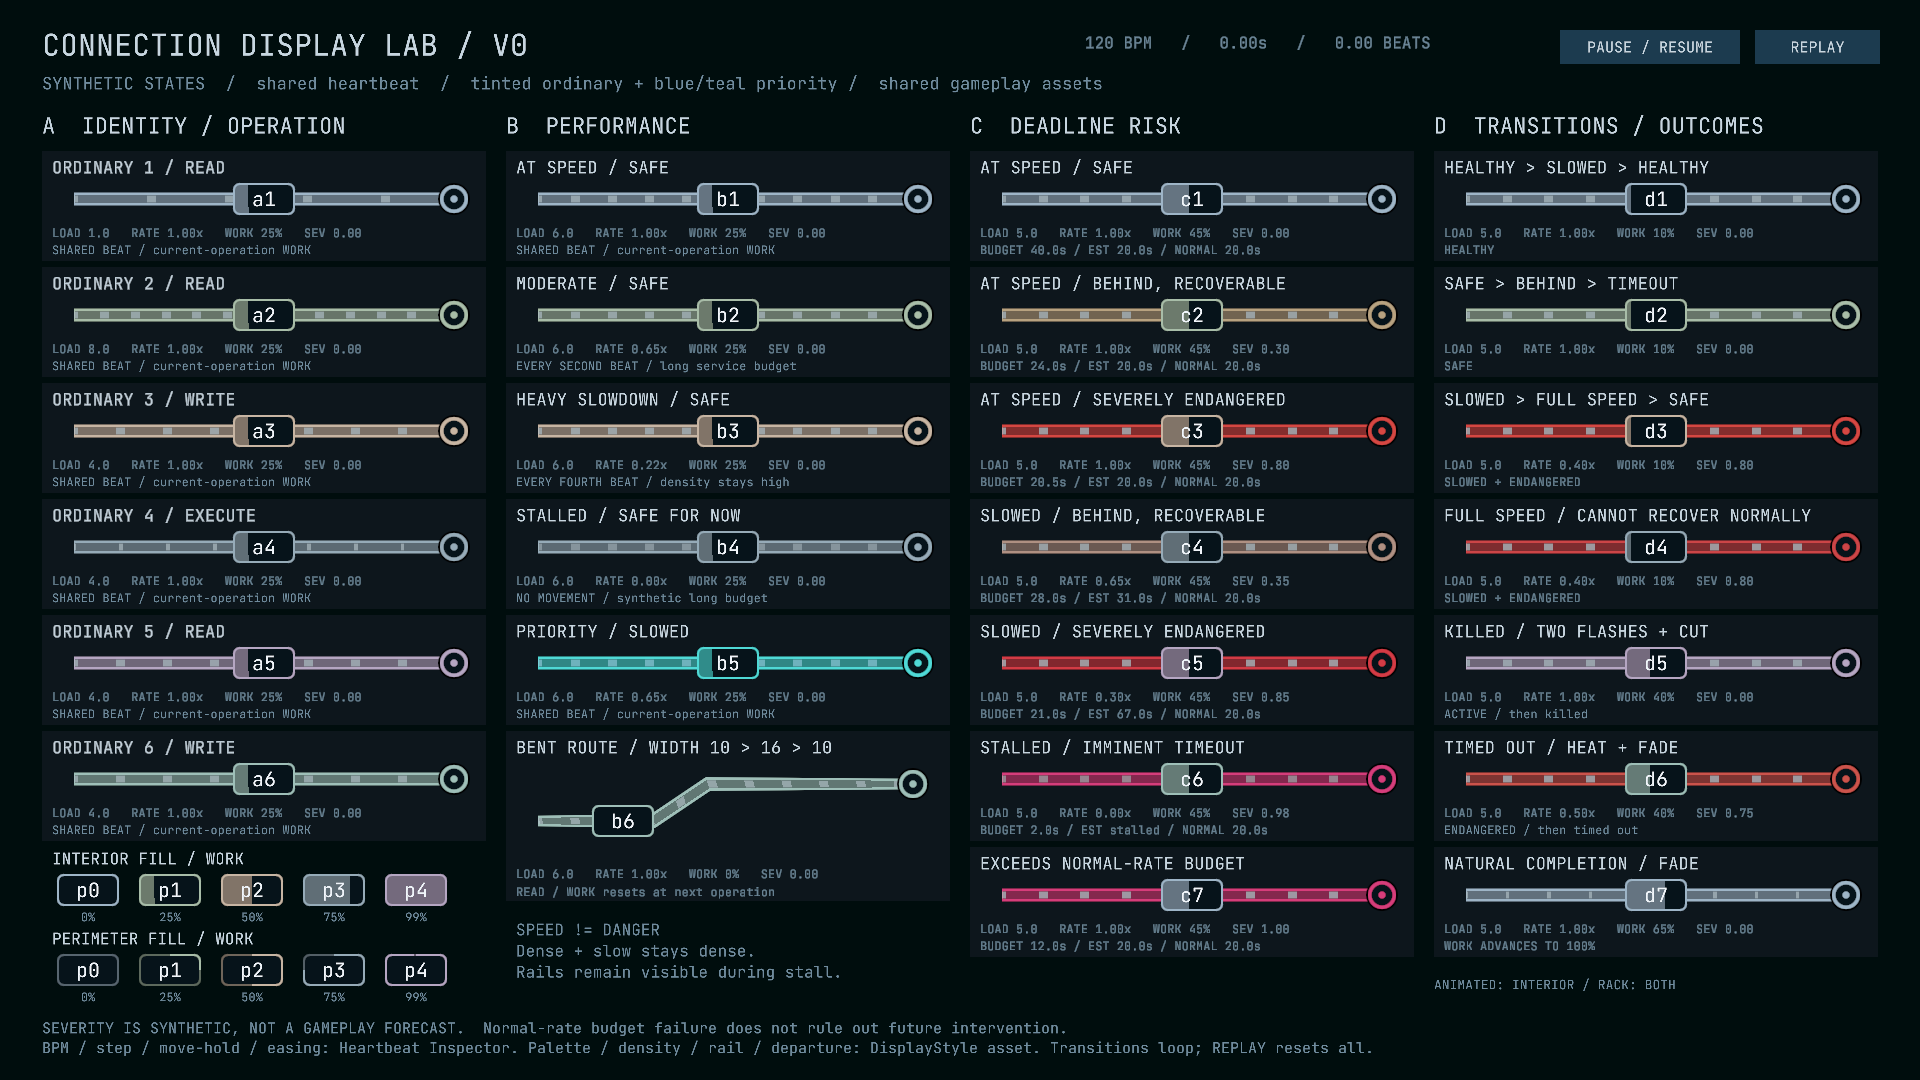 CONNECTION DISPLAY LAB / V0
120 BPM / 0.00s / 0.00 BEATS
PAUSE / RESUME
REPLAY
SYNTHETIC STATES / shared heartbeat / tinted ordinary + blue/teal priority / shared gameplay assets
A IDENTITY / OPERATION
ORDINARY 1 / READ
a1
LOAD 1.0 RATE 1.00x WORK 25% SEV 0.00
SHARED BEAT / current-operation WORK
ORDINARY 2 / READ
a2
LOAD 8.0 RATE 1.00x WORK 25% SEV 0.00
SHARED BEAT / current-operation WORK
ORDINARY 3 / WRITE
a3
LOAD 4.0 RATE 1.00x WORK 25% SEV 0.00
SHARED BEAT / current-operation WORK
ORDINARY 4 / EXECUTE
a4
LOAD 4.0 RATE 1.00x WORK 25% SEV 0.00
SHARED BEAT / current-operation WORK
ORDINARY 5 / READ
a5
LOAD 4.0 RATE 1.00x WORK 25% SEV 0.00
SHARED BEAT / current-operation WORK
ORDINARY 6 / WRITE
a6
LOAD 4.0 RATE 1.00x WORK 25% SEV 0.00
SHARED BEAT / current-operation WORK
INTERIOR FILL / WORK
p0 p1 p2 p3 p4
0% 25% 50% 75% 99%
PERIMETER FILL / WORK
p0 p1 p2 p3 p4
0% 25% 50% 75% 99%
B PERFORMANCE
AT SPEED / SAFE
b1
LOAD 6.0 RATE 1.00x WORK 25% SEV 0.00
SHARED BEAT / current-operation WORK
MODERATE / SAFE
b2
LOAD 6.0 RATE 0.65x WORK 25% SEV 0.00
EVERY SECOND BEAT / long service budget
HEAVY SLOWDOWN / SAFE
b3
LOAD 6.0 RATE 0.22x WORK 25% SEV 0.00
EVERY FOURTH BEAT / density stays high
STALLED / SAFE FOR NOW
b4
LOAD 6.0 RATE 0.00x WORK 25% SEV 0.00
NO MOVEMENT / synthetic long budget
PRIORITY / SLOWED
b5
LOAD 6.0 RATE 0.65x WORK 25% SEV 0.00
SHARED BEAT / current-operation WORK
BENT ROUTE / WIDTH 10 > 16 > 10
b6
LOAD 6.0 RATE 1.00x WORK 0% SEV 0.00
READ / WORK resets at next operation
SPEED != DANGER
Dense + slow stays dense.
Rails remain visible during stall.
C DEADLINE RISK
AT SPEED / SAFE
c1
LOAD 5.0 RATE 1.00x WORK 45% SEV 0.00
BUDGET 40.0s / EST 20.0s / NORMAL 20.0s
AT SPEED / BEHIND, RECOVERABLE
c2
LOAD 5.0 RATE 1.00x WORK 45% SEV 0.30
BUDGET 24.0s / EST 20.0s / NORMAL 20.0s
AT SPEED / SEVERELY ENDANGERED
c3
LOAD 5.0 RATE 1.00x WORK 45% SEV 0.80
BUDGET 20.5s / EST 20.0s / NORMAL 20.0s
SLOWED / BEHIND, RECOVERABLE
c4
LOAD 5.0 RATE 0.65x WORK 45% SEV 0.35
BUDGET 28.0s / EST 31.0s / NORMAL 20.0s
SLOWED / SEVERELY ENDANGERED
c5
LOAD 5.0 RATE 0.30x WORK 45% SEV 0.85
BUDGET 21.0s / EST 67.0s / NORMAL 20.0s
STALLED / IMMINENT TIMEOUT
c6
LOAD 5.0 RATE 0.00x WORK 45% SEV 0.98
BUDGET 2.0s / EST stalled / NORMAL 20.0s
EXCEEDS NORMAL-RATE BUDGET
c7
LOAD 5.0 RATE 1.00x WORK 45% SEV 1.00
BUDGET 12.0s / EST 20.0s / NORMAL 20.0s
D TRANSITIONS / OUTCOMES
HEALTHY > SLOWED > HEALTHY
d1
LOAD 5.0 RATE 1.00x WORK 10% SEV 0.00
HEALTHY
SAFE > BEHIND > TIMEOUT
d2
LOAD 5.0 RATE 1.00x WORK 10% SEV 0.00
SAFE
SLOWED > FULL SPEED > SAFE
d3
LOAD 5.0 RATE 0.40x WORK 10% SEV 0.80
SLOWED + ENDANGERED
FULL SPEED / CANNOT RECOVER NORMALLY
d4
LOAD 5.0 RATE 0.40x WORK 10% SEV 0.80
SLOWED + ENDANGERED
KILLED / TWO FLASHES + CUT
d5
LOAD 5.0 RATE 1.00x WORK 40% SEV 0.00
ACTIVE / then killed
TIMED OUT / HEAT + FADE
d6
LOAD 5.0 RATE 0.50x WORK 40% SEV 0.75
ENDANGERED / then timed out
NATURAL COMPLETION / FADE
d7
LOAD 5.0 RATE 1.00x WORK 65% SEV 0.00
WORK ADVANCES TO 100%
ANIMATED: INTERIOR / RACK: BOTH
SEVERITY IS SYNTHETIC, NOT A GAMEPLAY FORECAST. Normal-rate budget failure does not rule out future intervention.
BPM / step / move-hold / easing: Heartbeat Inspector. Palette / density / rail / departure: DisplayStyle asset. Transitions loop; REPLAY resets all.